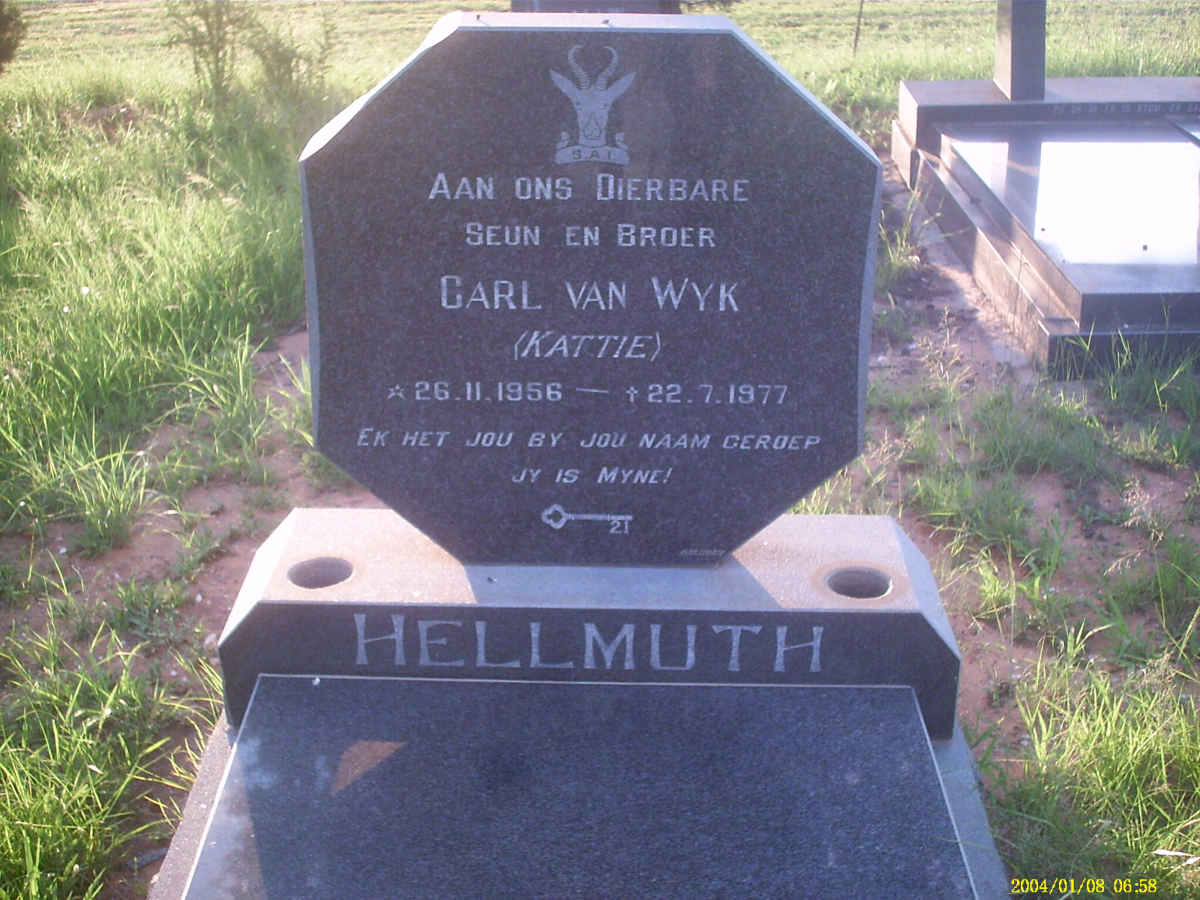 S.A.I.
AAN ONS DIERBARE
SEUN EN BROER
CARL VAN WYK
(KATTIE)
☆ 26.11.1956 — † 22.7.1977
EK HET JOU BY JOU NAAM GEROEP
JY IS MYNE!
21
HELLMUTH
2004/01/08 06:58